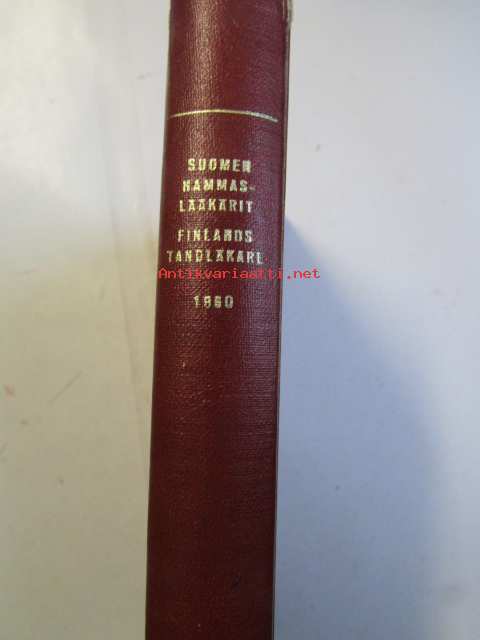 SUOMEN
HAMMAS-
LÄÄKÄRIT
FINLANDS
TANDLÄKARE
Antikvariaatti.net
1960